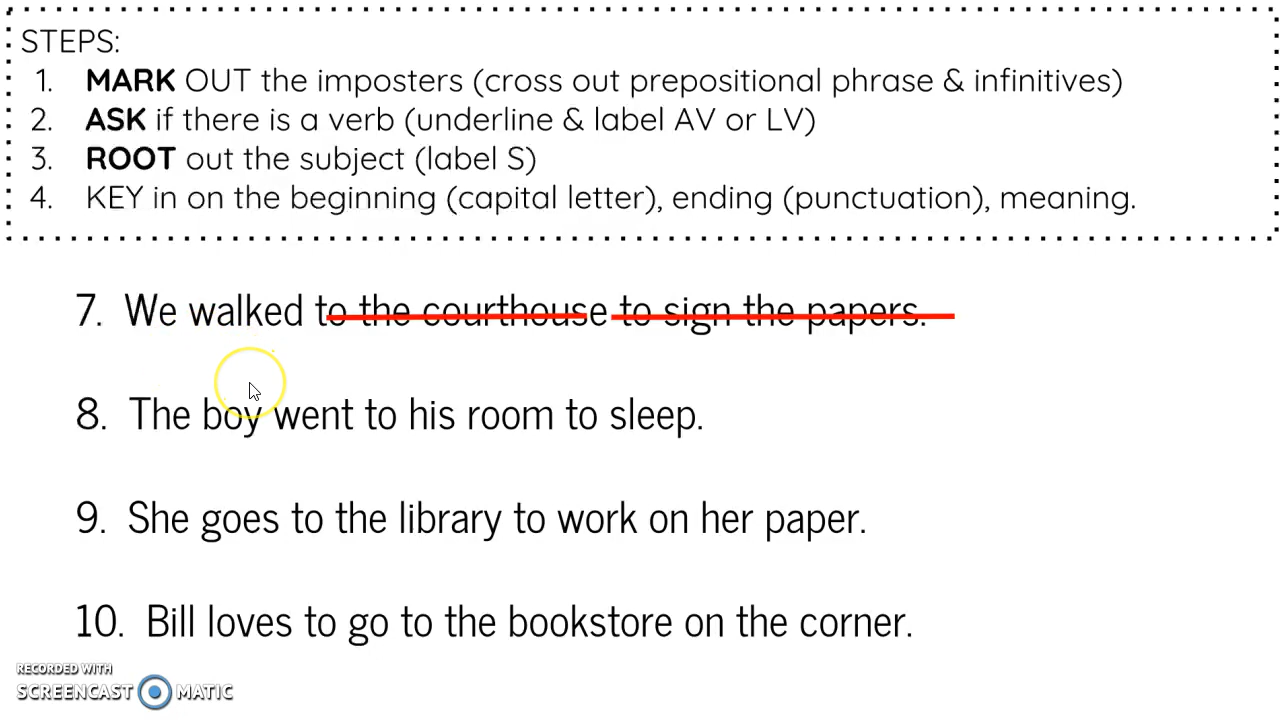 STEPS:
1. MARK OUT the imposters (cross out prepositional phrase & infinitives)
2. ASK if there is a verb (underline & label AV or LV)
3. ROOT out the subject (label S)
4. KEY in on the beginning (capital letter), ending (punctuation), meaning.
7. We walked to the courthouse to sign the papers.
8. The boy went to his room to sleep.
9. She goes to the library to work on her paper.
10. Bill loves to go to the bookstore on the corner.
RECORDED WITH
SCREENCAST MATIC